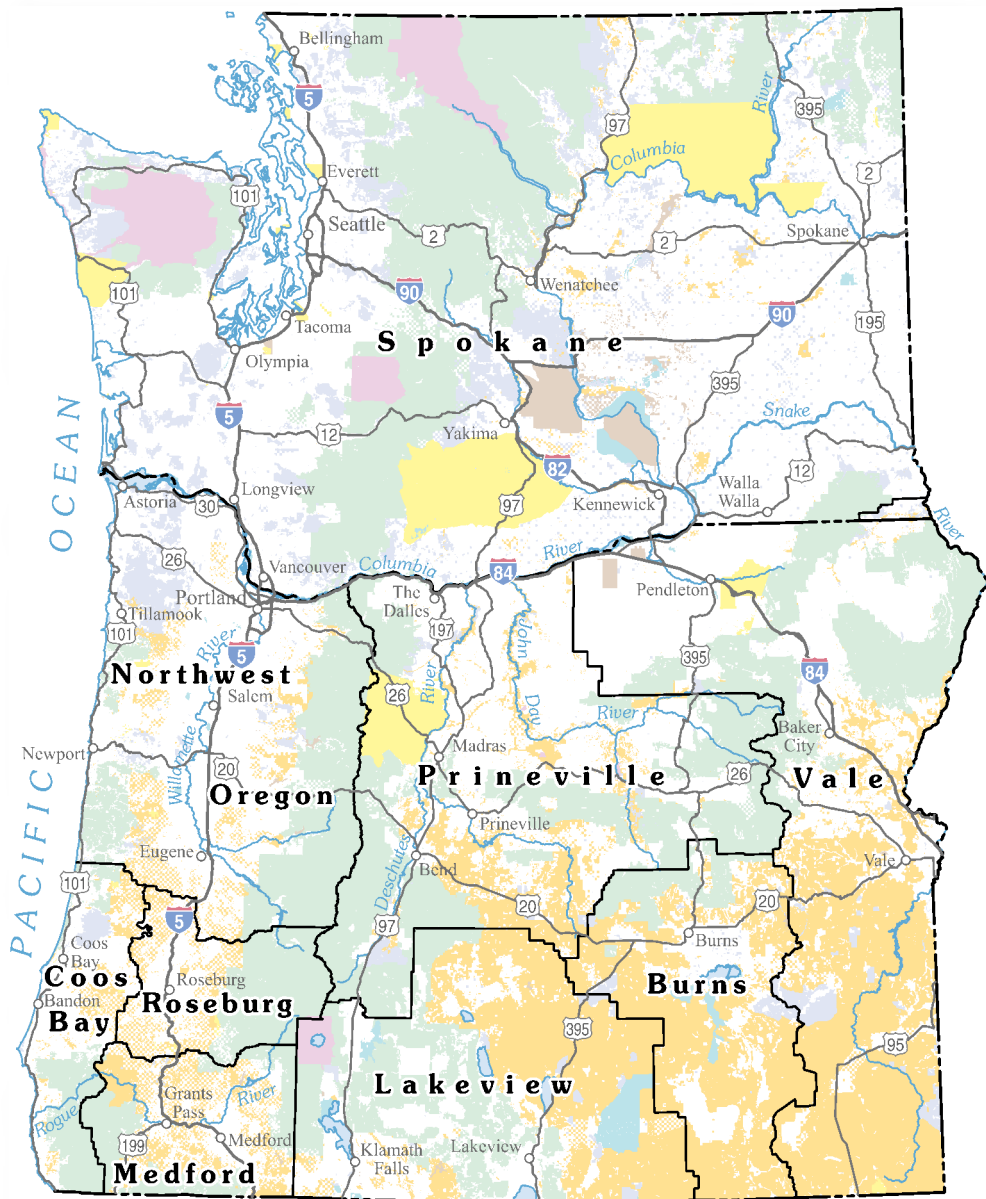 Bellingham
5
River
395
97
Columbia
2
Everett
101
Seattle
2
2
Spokane
Wenatchee
101
90
90
Tacoma
195
Olympia
Spokane
395
5
Snake
12
Yakima
82
12
Walla
Walla
Longview
Kennewick
97
Astoria
30
River
OCEAN
River
26
Vancouver
Columbia
84
The
Dalles
Pendleton
Portland
Tillamook
101
197
John
Day
River
5
395
84
Northwest
River
26
Salem
River
Baker
City
Newport
Madras
Willamette
20
Prineville
26
Vale
Oregon
Prineville
Deschutes
Eugene
Bend
Vale
101
20
20
PACIFIC
5
97
Burns
Coos
Bay
Coos
Bay
Roseburg
Roseburg
Burns
Bandon
395
95
Lakeview
Grants
Pass
River
Rogue
199
Medford
Klamath
Falls
Lakeview
Medford